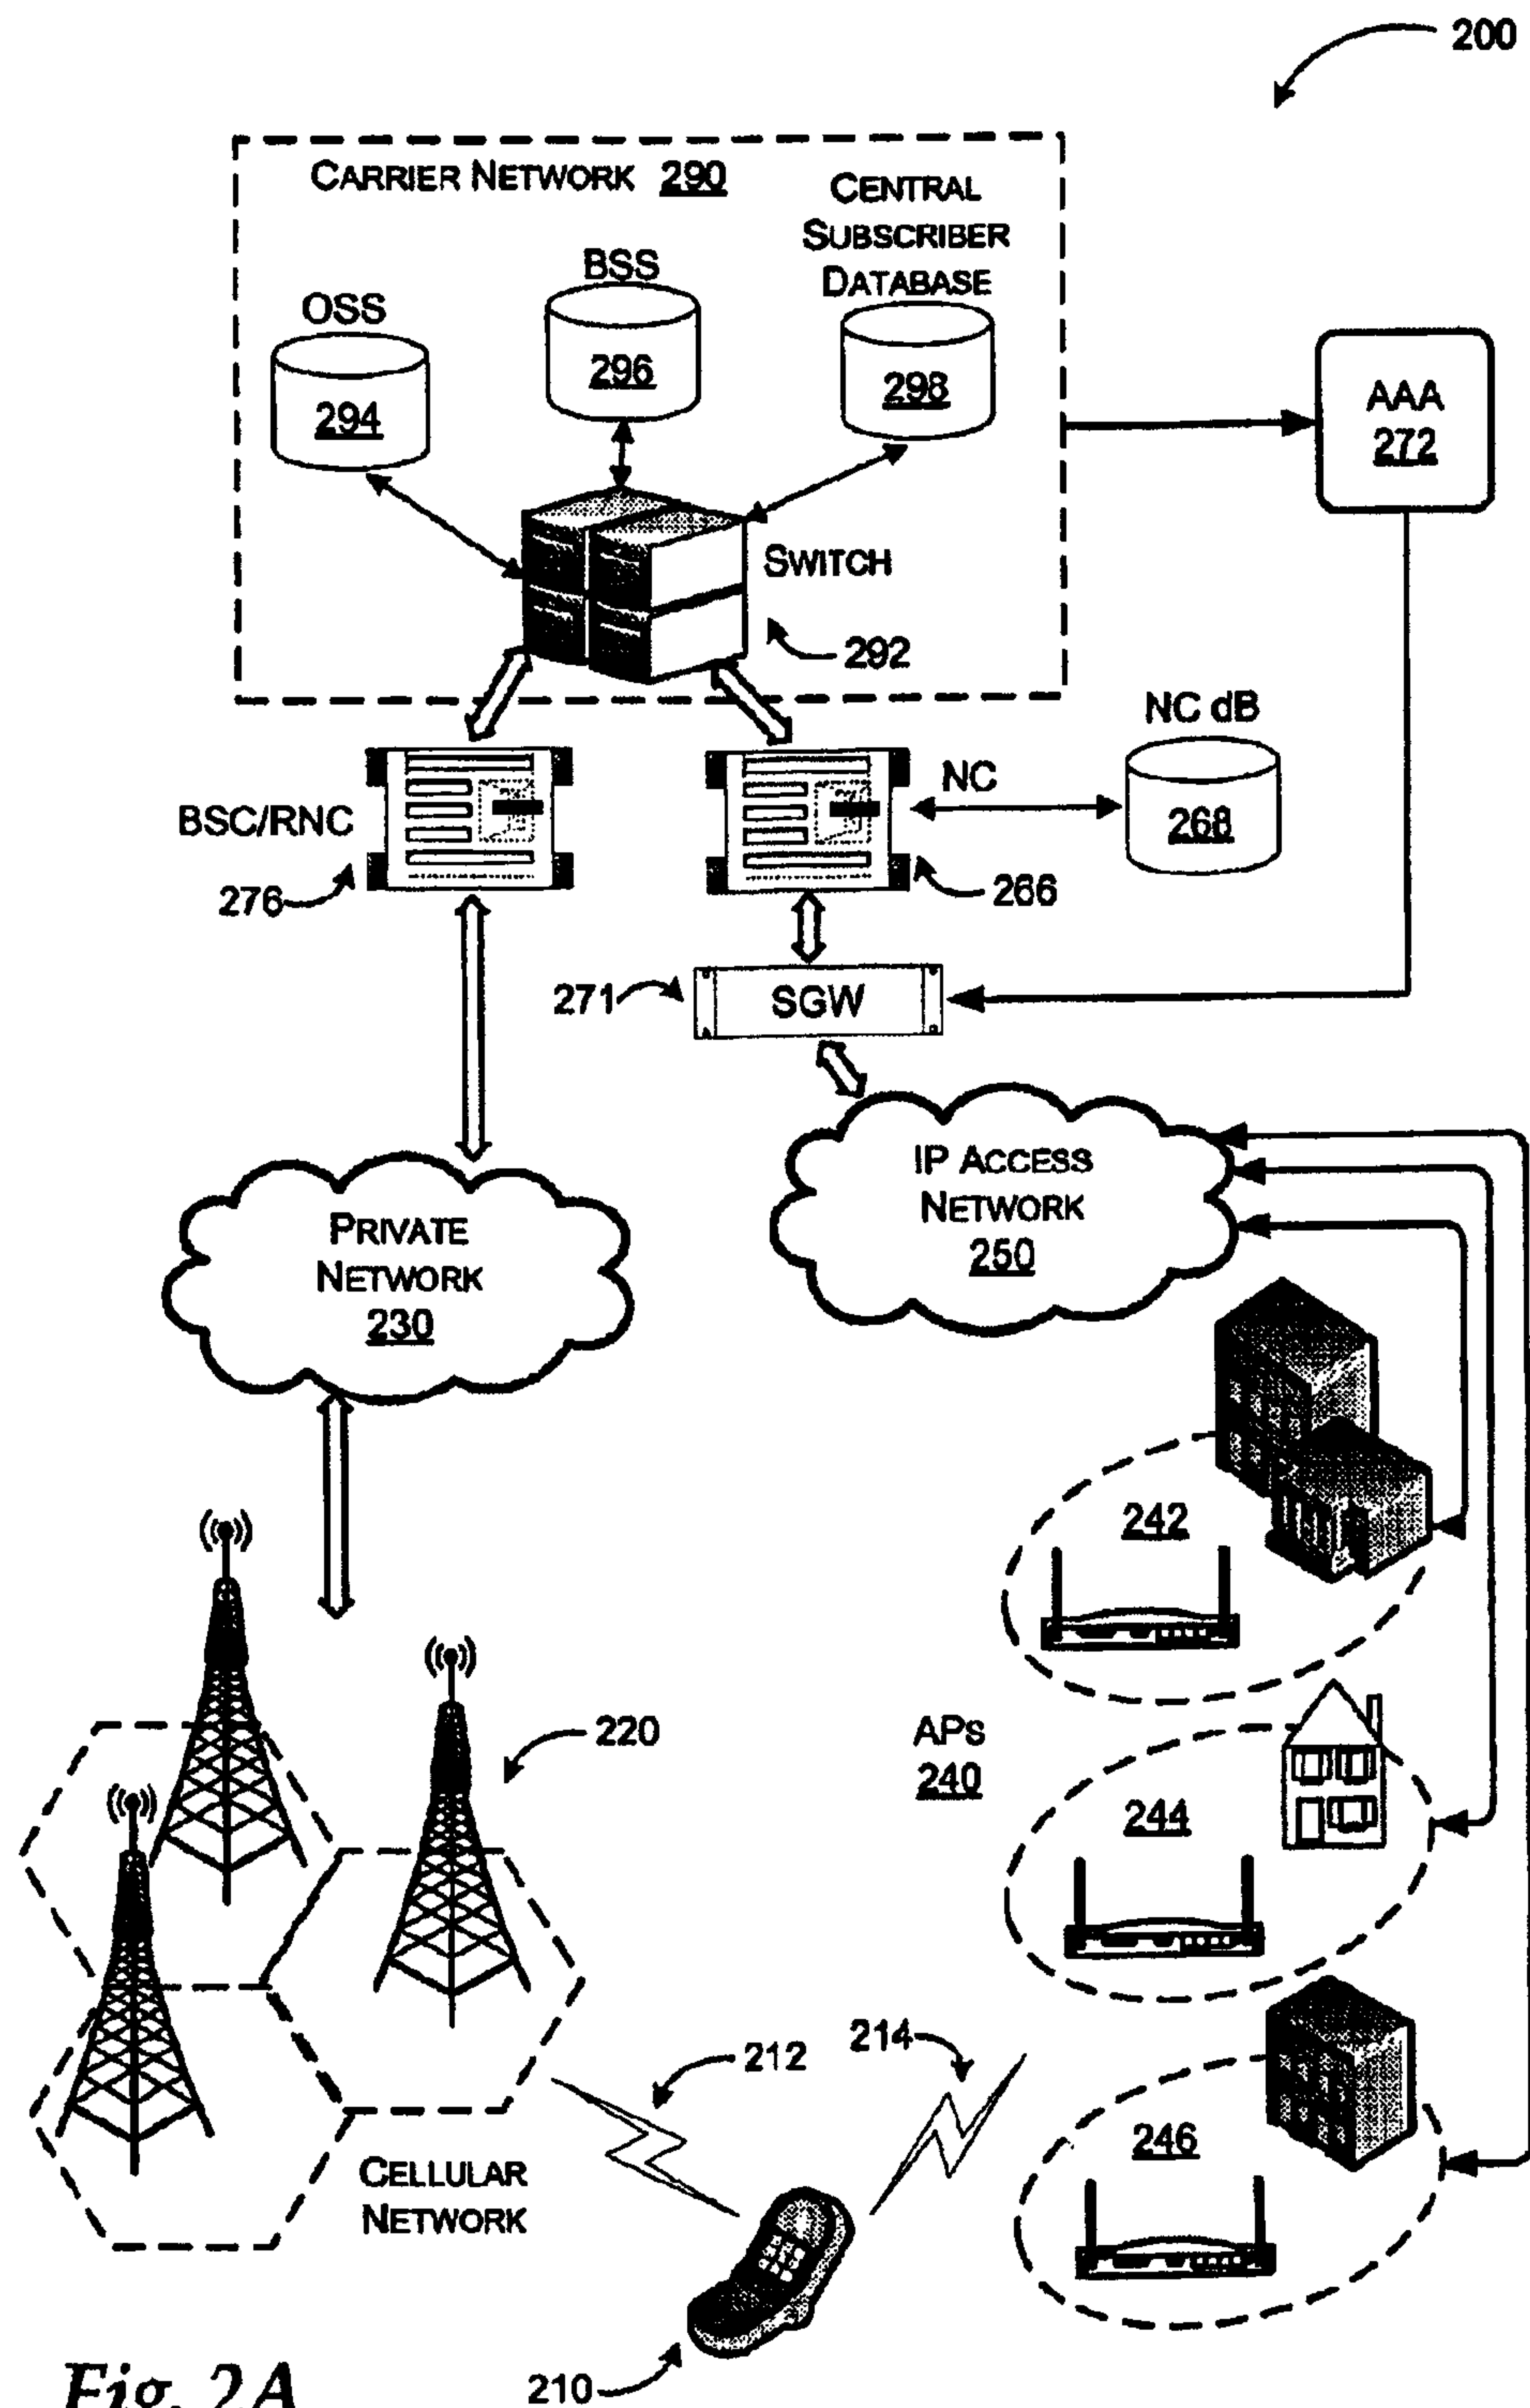 200
CARRIER NETWORK 290
CENTRAL
SUBSCRIBER
DATABASE
BSS
OSS
296
298
294
AAA
272
SWITCH
292
NC dB
NC
268
BSC/RNC
276
266
271
SGW
IP ACCESS
NETWORK
250
PRIVATE
NETWORK
230
242
220
APS
240
244
212
214
246
CELLULAR
NETWORK
210
Fig. 2A